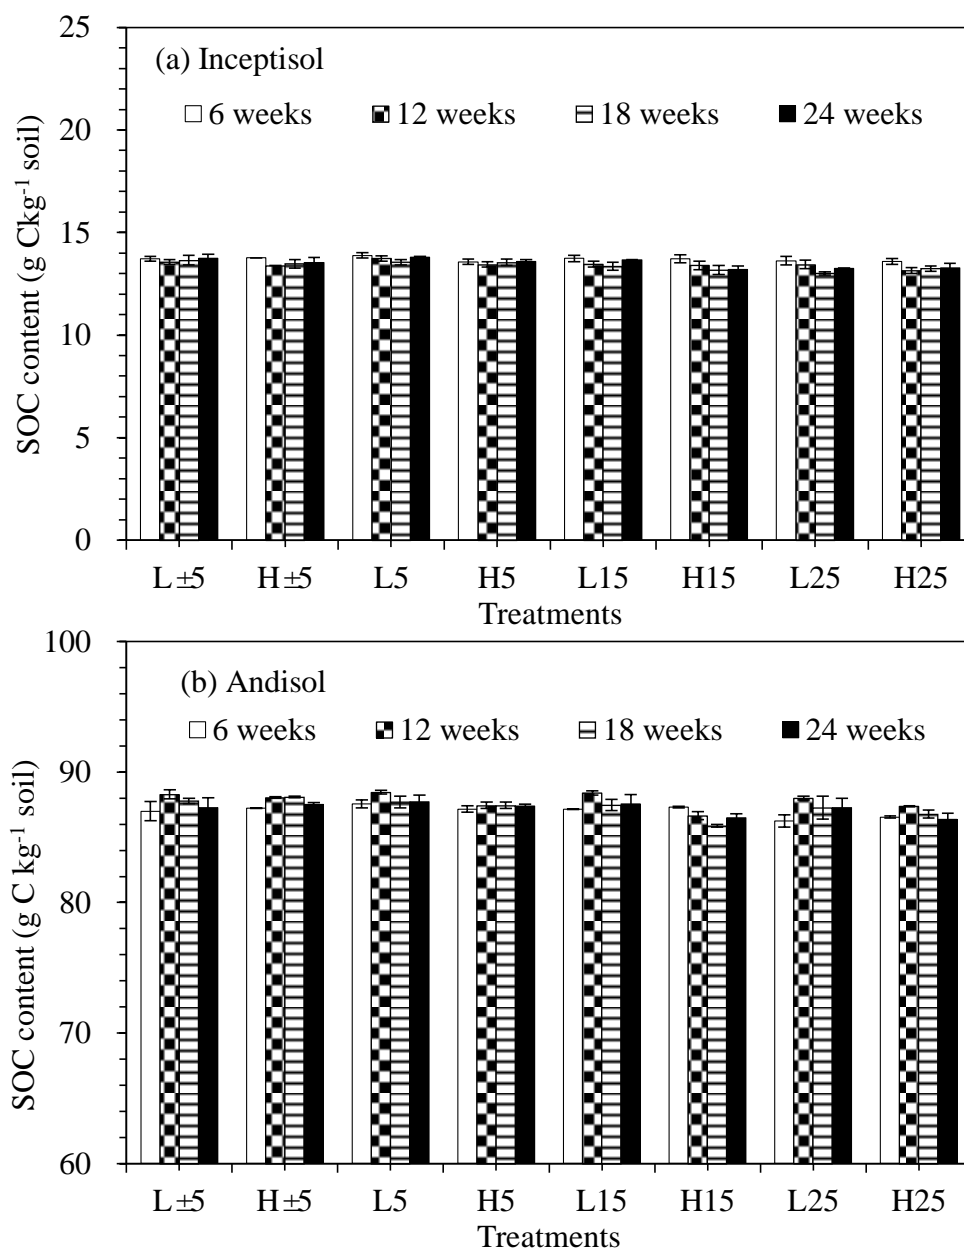 (a) Inceptisol
6 weeks 12 weeks 18 weeks 24 weeks
SOC content (g Ckg⁻¹ soil)
25
20
15
10
5
0
L ±5 H±5 L5 H5 L15 H15 L25 H25
Treatments
(b) Andisol
6 weeks 12 weeks 18 weeks 24 weeks
SOC content (g C kg⁻¹ soil)
100
90
80
70
60
L±5 H±5 L5 H5 L15 H15 L25 H25
Treatments